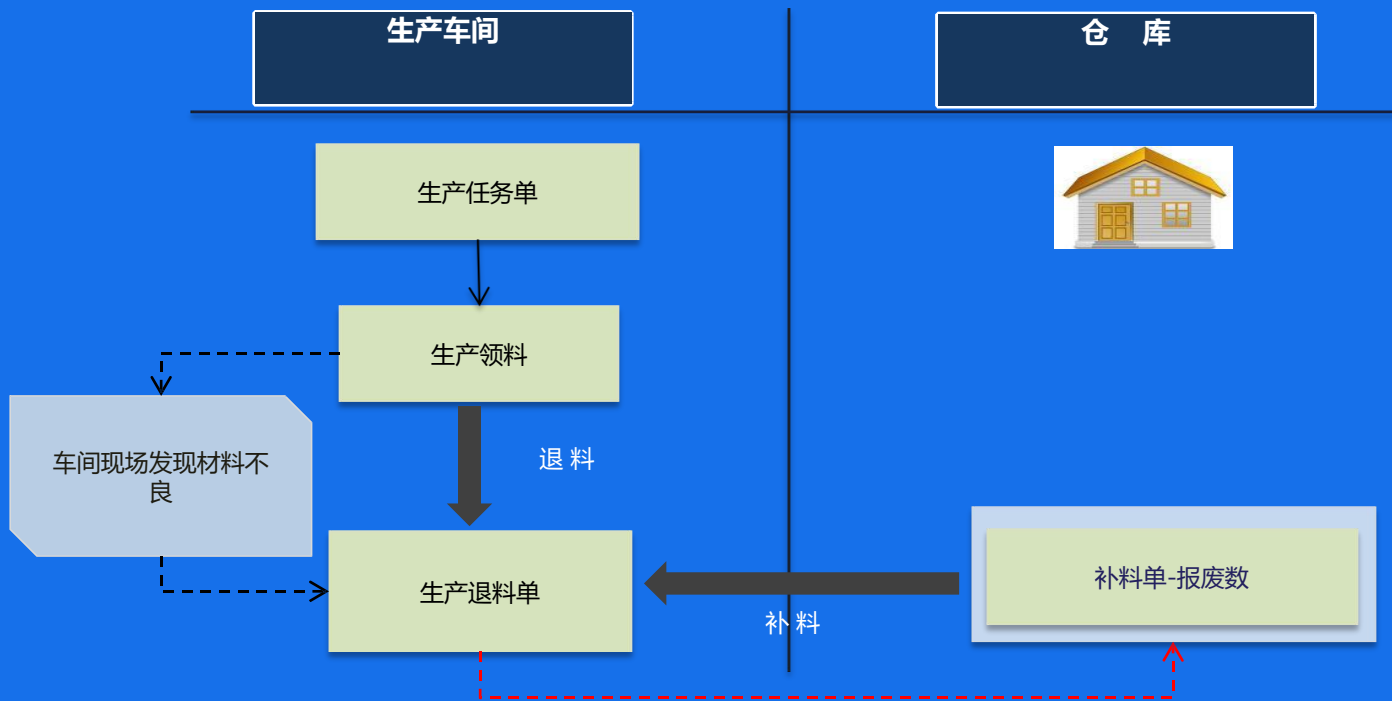 生产车间
仓 库
生产任务单
生产领料
退 料
车间现场发现材料不
良
生产退料单
补料单-报废数
补 料